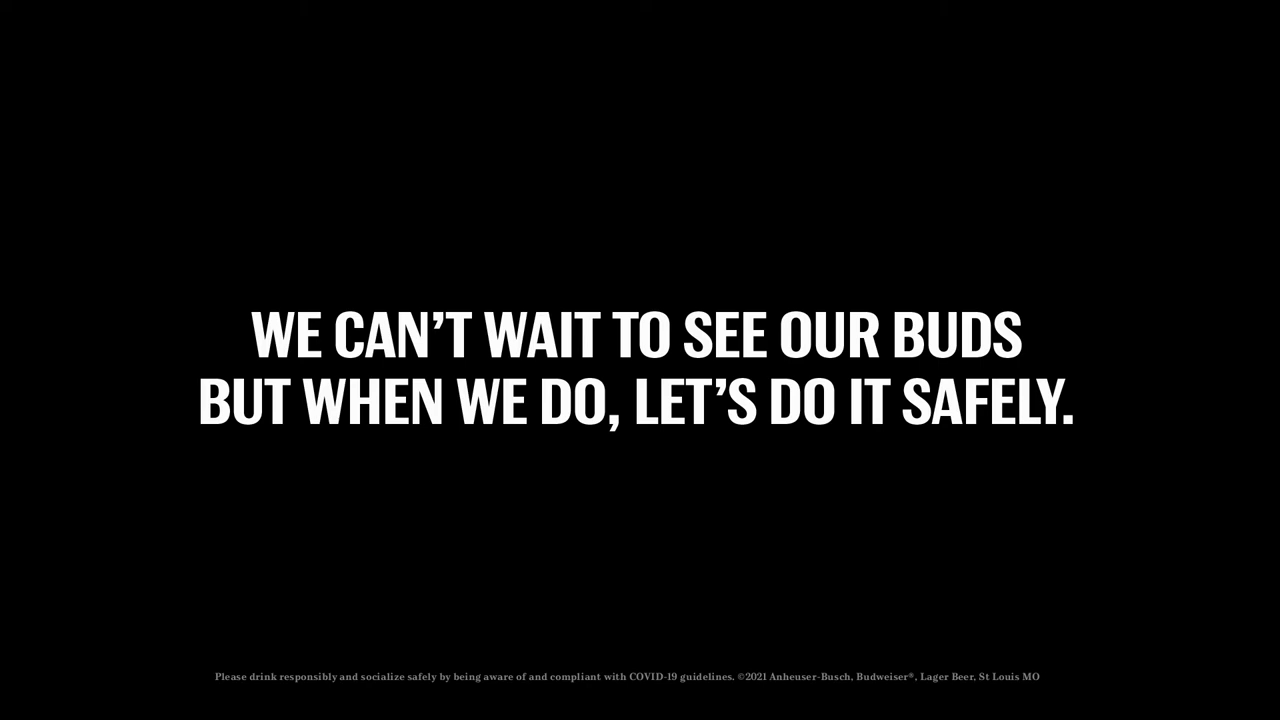 WE CAN’T WAIT TO SEE OUR BUDS
BUT WHEN WE DO, LET’S DO IT SAFELY.
Please drink responsibly and socialize safely by being aware of and compliant with COVID-19 guidelines. ©2021 Anheuser-Busch, Budweiser®, Lager Beer, St Louis MO